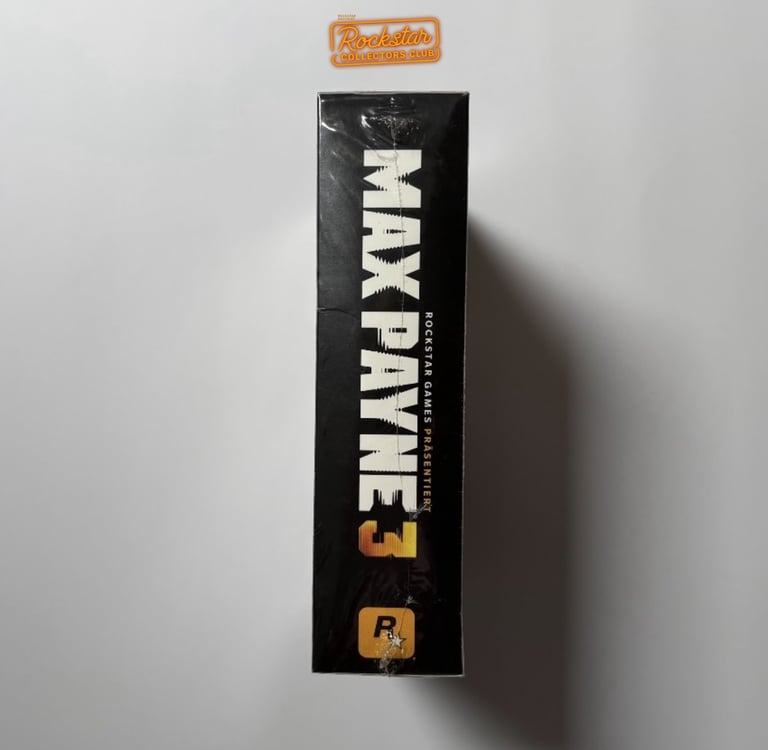 Rockstar
COLLECTORS CLUB
ROCKSTAR GAMES PRÄSENTIERT
MAX PAYNE 3
R